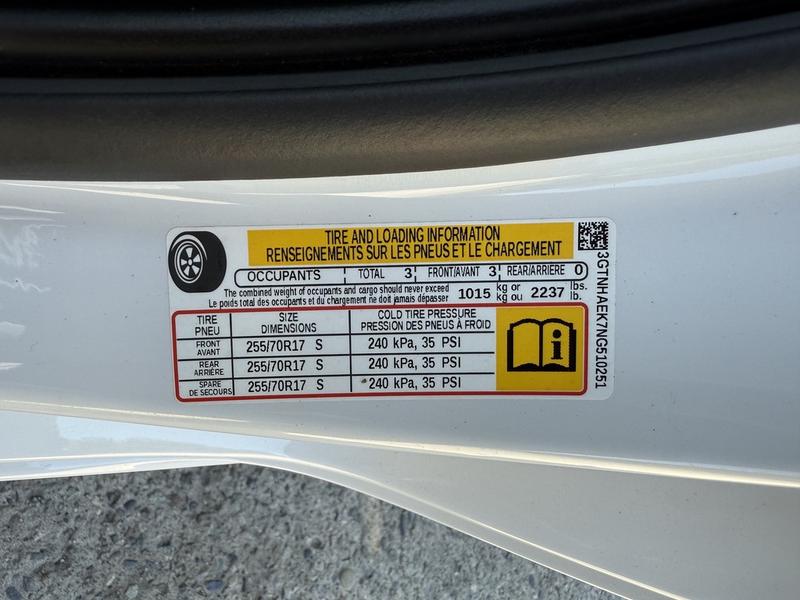 TIRE AND LOADING INFORMATION
RENSEIGNEMENTS SUR LES PNEUS ET LE CHARGEMENT
OCCUPANTS TOTAL 3 FRONT/AVANT 3 REAR/ARRIÈRE 0
The combined weight of occupants and cargo should never exceed 1015 kg or 2237 lbs.
Le poids total des occupants et du chargement ne doit jamais dépasser kg ou lb.
TIRE PNEU SIZE DIMENSIONS COLD TIRE PRESSURE PRESSION DES PNEUS À FROID
FRONT AVANT 255/70R17 S 240 kPa, 35 PSI
REAR ARRIÈRE 255/70R17 S 240 kPa, 35 PSI
SPARE DE SECOURS 255/70R17 S 240 kPa, 35 PSI
i
3GTNHAEK7NG510251